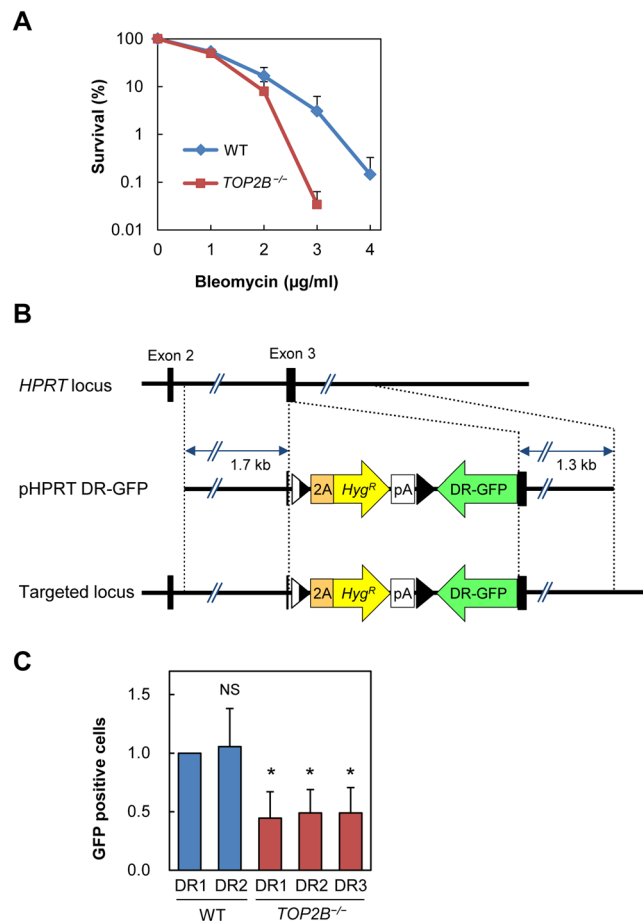 A
100
10
1
0.1
0.01
Survival (%)
WT
TOP2B−/−
0 1 2 3 4
Bleomycin (µg/ml)
B
Exon 2 Exon 3
HPRT locus
1.7 kb 1.3 kb
pHPRT DR-GFP 2A HygR pA DR-GFP
Targeted locus 2A HygR pA DR-GFP
C
GFP positive cells
1.5
1.0
0.5
0.0
NS
* * *
DR1 DR2 DR1 DR2 DR3
WT TOP2B−/−